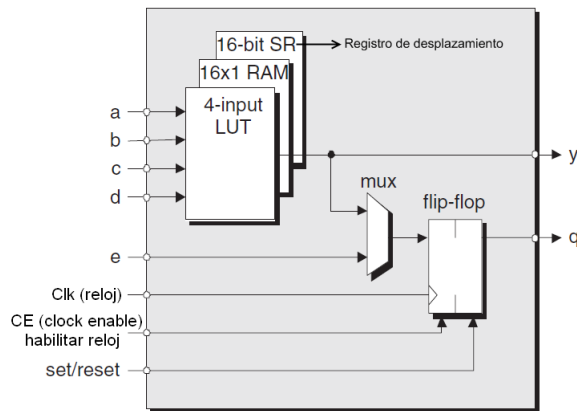 16-bit SR
Registro de desplazamiento
16x1 RAM
4-input
LUT
a
b
c
d
y
mux
flip-flop
e
q
Clk (reloj)
CE (clock enable)
habilitar reloj
set/reset